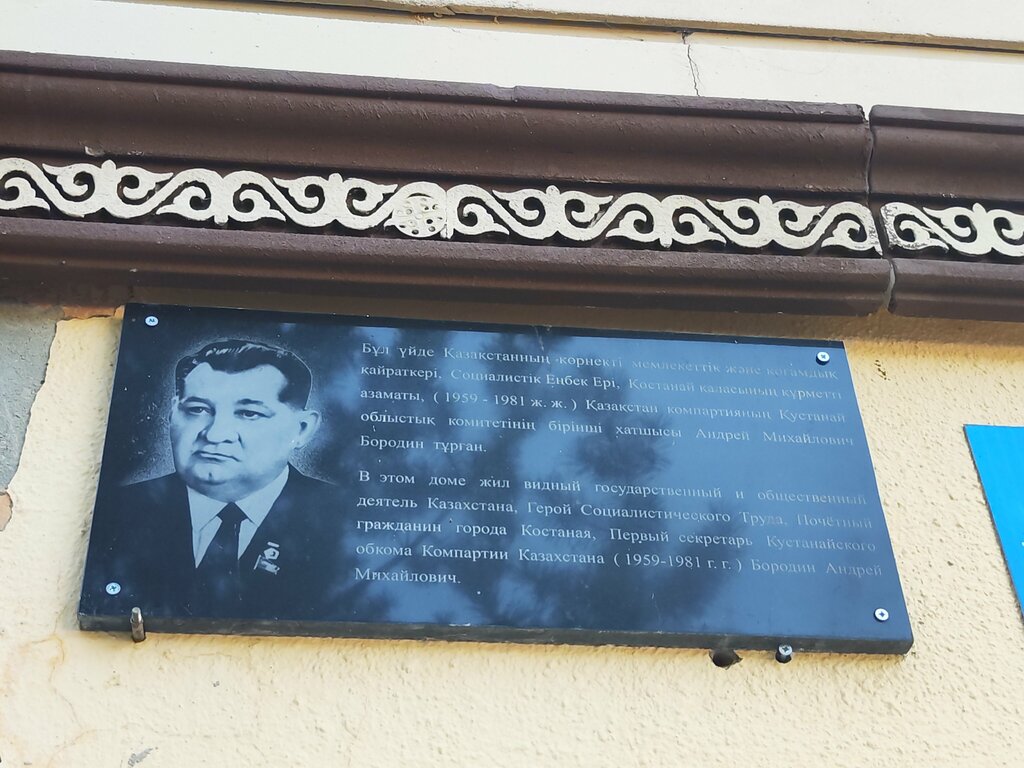 Бұл үйде Қазақстанның көрнекті мемлекеттік және қоғамдық
қайраткері, Социалистік Еңбек Ері, Қостанай қаласының құрметті
азаматы, ( 1959 - 1981 ж. ж. ) Қазақстан компартияның Қустанай
облыстық комитетінің бірінші хатшысы Андрей Михайлович
Бородин тұрған.
В этом доме жил видный государственный и общественный
деятель Казахстана, Герой Социалистического Труда, Почётный
гражданин города Костаная, Первый секретарь Кустанайского
обкома Компартии Казахстана ( 1959-1981 г. г. ) Бородин Андрей
Михайлович.